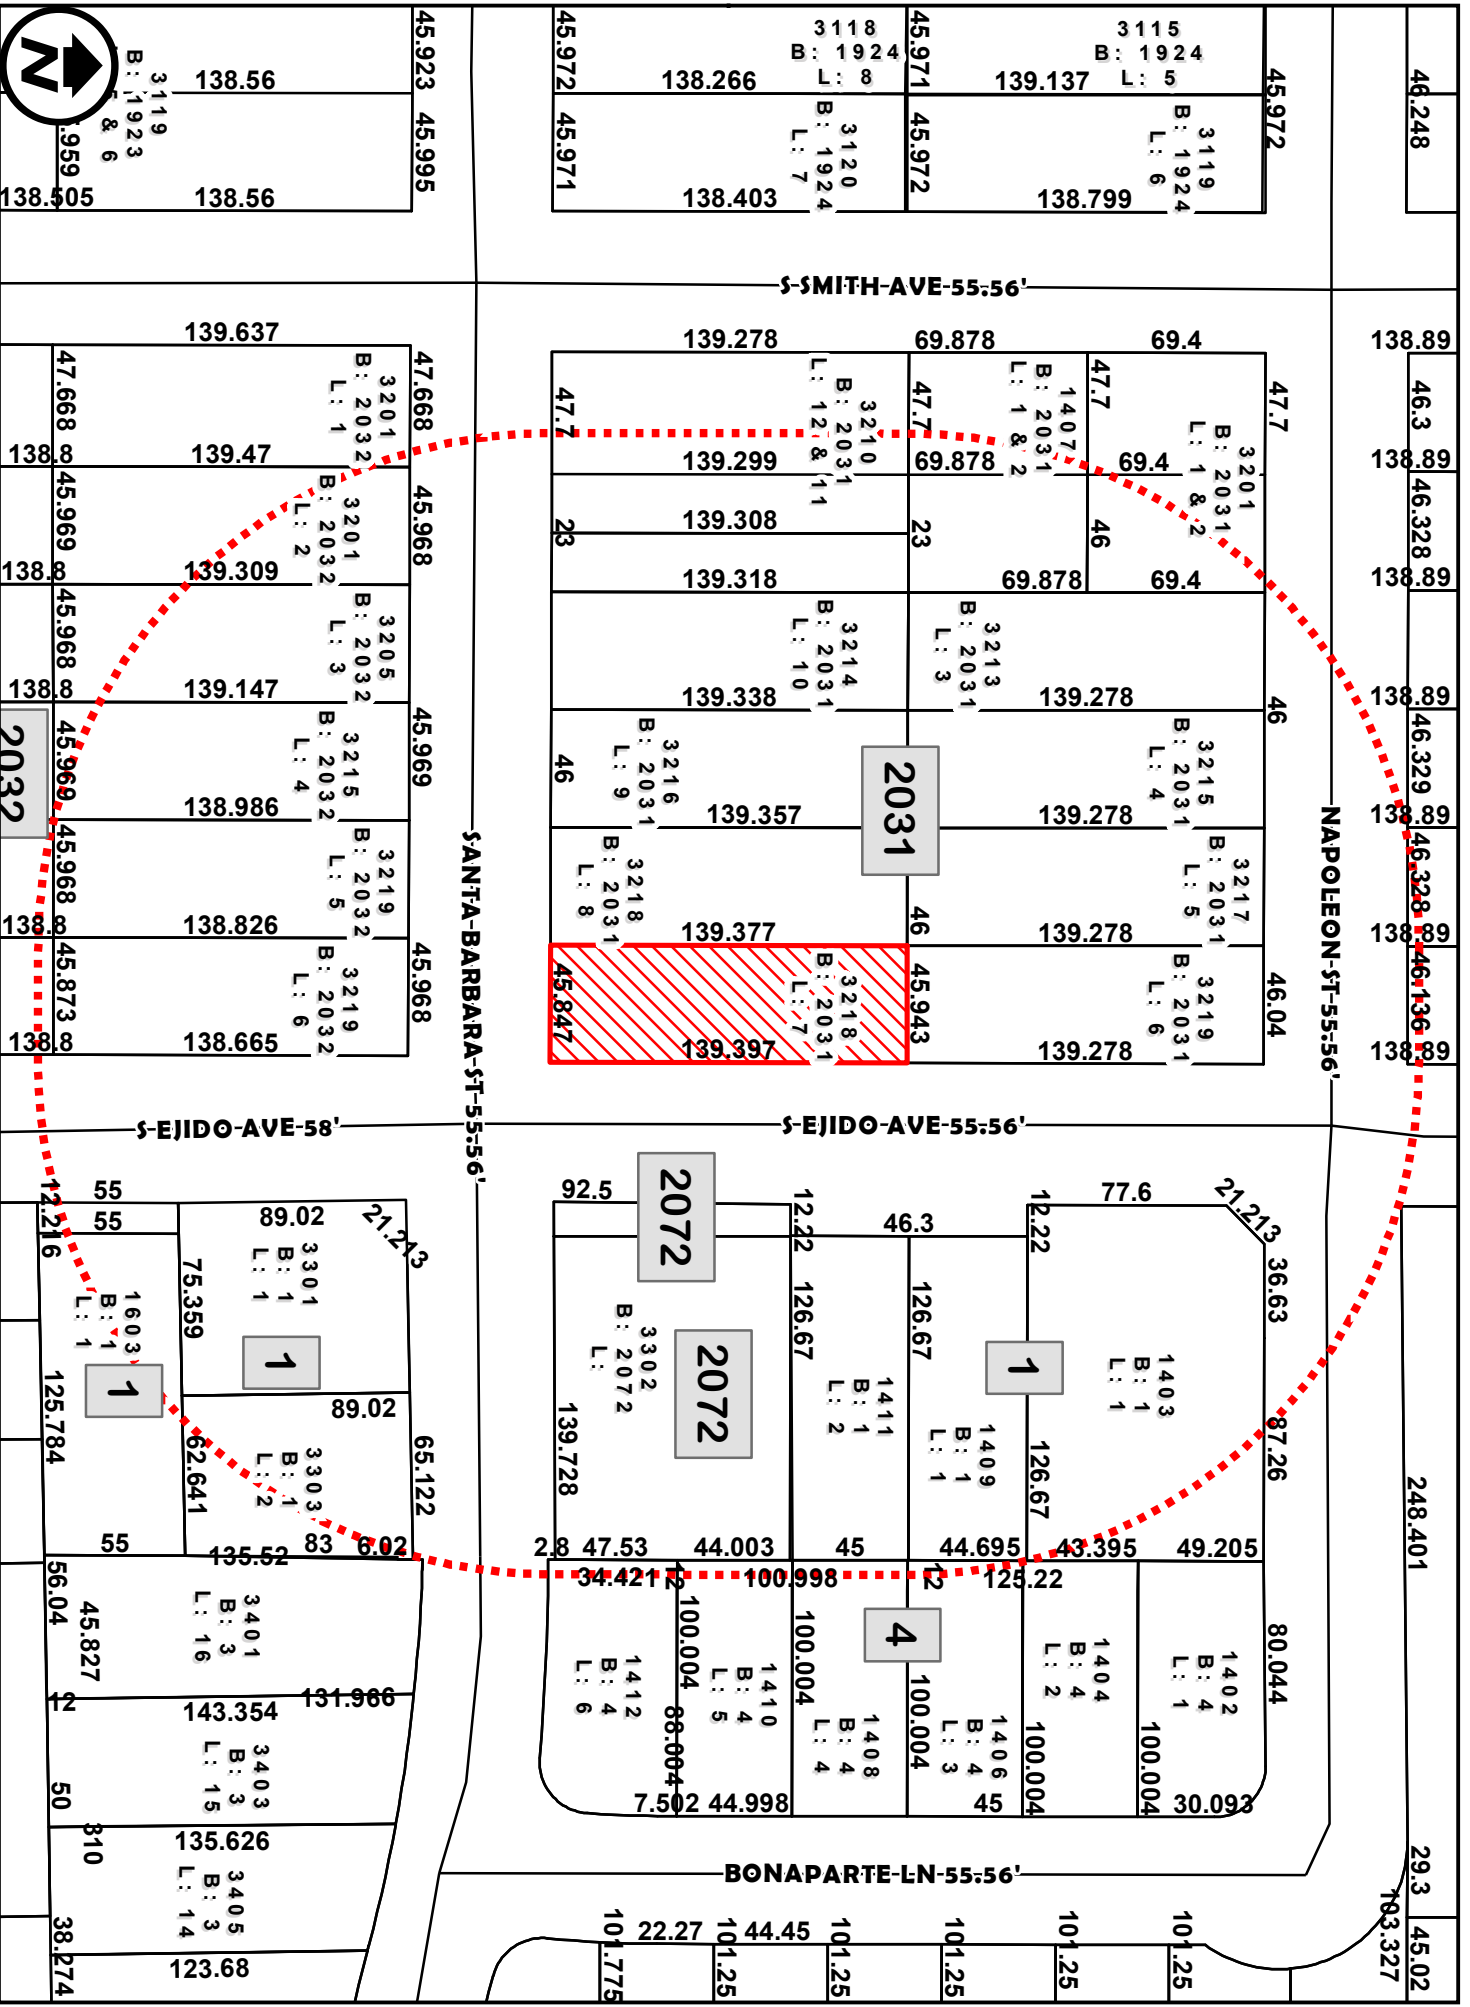 N
3119
B: 1923
& 6
138.56
45.923
45.995
.959
138.505
138.56
45.972
45.971
138.266
138.403
3118
B: 1924
L: 8
3120
B: 1924
L: 7
45.971
45.972
3115
B: 1924
L: 5
139.137
3119
B: 1924
L: 6
138.799
45.972
46.248
S SMITH AVE 55.56'
139.637
139.278
69.878
69.4
138.89
47.668
3201
B: 2032
L: 1
47.668
138.8
139.47
47.7
3210
B: 2031
L: 12 & 11
47.7
1407
B: 2031
L: 1 & 2
47.7
3201
B: 2031
L: 1 & 2
47.7
46.3
139.299
69.878
69.4
138.89
45.969
3201
B: 2032
L: 2
45.968
138.8
139.309
23
139.308
23
46
46.328
139.318
69.878
69.4
138.89
45.968
3205
B: 2032
L: 3
138.8
139.147
3214
B: 2031
L: 10
3213
B: 2031
L: 3
139.338
139.278
46
138.89
2032
45.969
3215
B: 2032
L: 4
45.969
138.986
46
3216
B: 2031
L: 9
139.357
2031
3215
B: 2031
L: 4
139.278
46.329
138.89
45.968
3219
B: 2032
L: 5
138.8
138.826
3218
B: 2031
L: 8
139.377
46
3217
B: 2031
L: 5
139.278
46.328
138.89
SANTA BARBARA ST 55.56'
NAPOLEON ST 55.56'
45.873
3219
B: 2032
L: 6
45.968
138.8
138.665
45.847
3218
B: 2031
L: 7
139.397
45.943
3219
B: 2031
L: 6
139.278
46.04
46.136
138.89
S EJIDO AVE 58'
S EJIDO AVE 55.56'
12.216
55
55
89.02
21.213
92.5
2072
12.22
46.3
12.22
77.6
21.213
36.63
1603
B: 1
L: 1
1
75.359
3301
B: 1
L: 1
1
89.02
3302
B: 2072
L:
2072
139.728
126.67
1411
B: 1
L: 2
126.67
1409
B: 1
L: 1
1
126.67
1403
B: 1
L: 1
87.26
125.784
62.641
3303
B: 1
L: 2
65.122
248.401
55
135.52
83
6.02
2.8
47.53
44.003
45
44.695
43.395
49.205
34.421
12
100.998
12
125.22
56.04
45.827
3401
B: 3
L: 16
12
143.354
131.986
1412
B: 4
L: 6
100.004
88.004
1410
B: 4
L: 5
100.004
1408
B: 4
L: 4
4
100.004
1406
B: 4
L: 3
100.004
1404
B: 4
L: 2
100.004
1402
B: 4
L: 1
80.044
50
3403
B: 3
L: 15
7.502
44.998
45
30.093
310
135.626
BONAPARTE LN 55.56'
29.3
3405
B: 3
L: 14
38.274
123.68
101.775
22.27
101.25
44.45
101.25
101.25
101.25
101.25
103.327
45.02